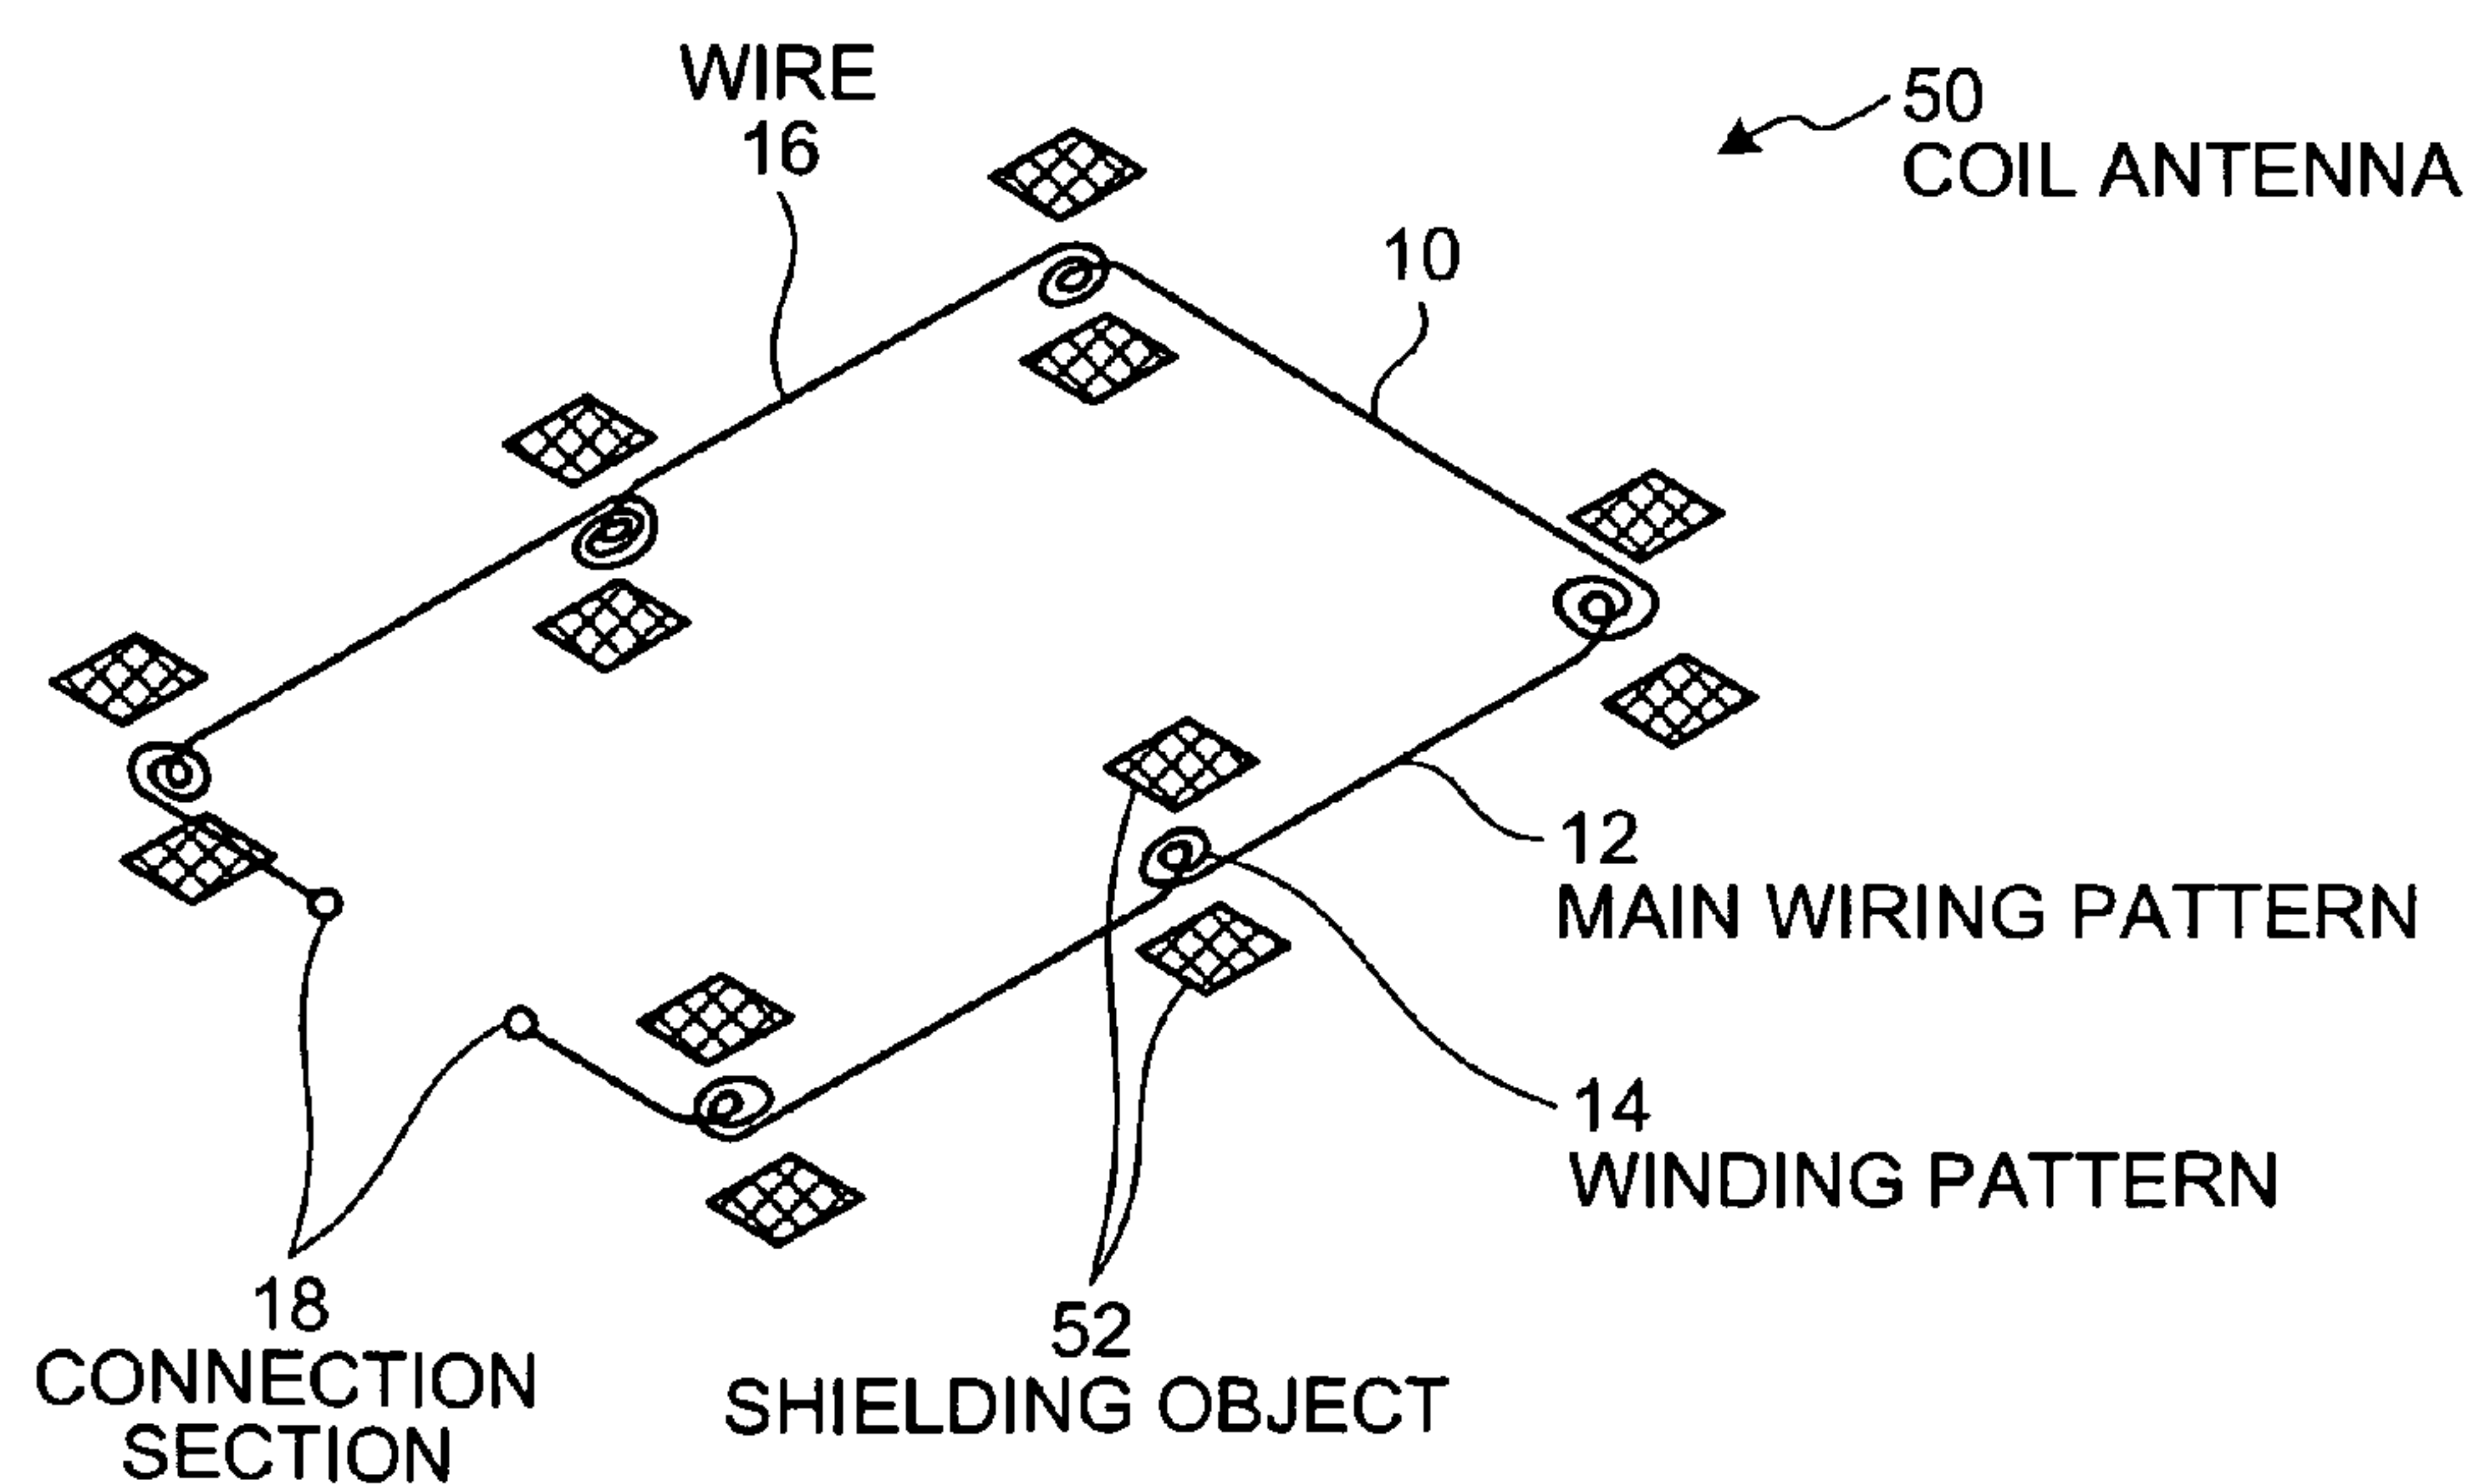 WIRE
16
50
COIL ANTENNA
10
12
MAIN WIRING PATTERN
14
WINDING PATTERN
18
CONNECTION
SECTION
52
SHIELDING OBJECT